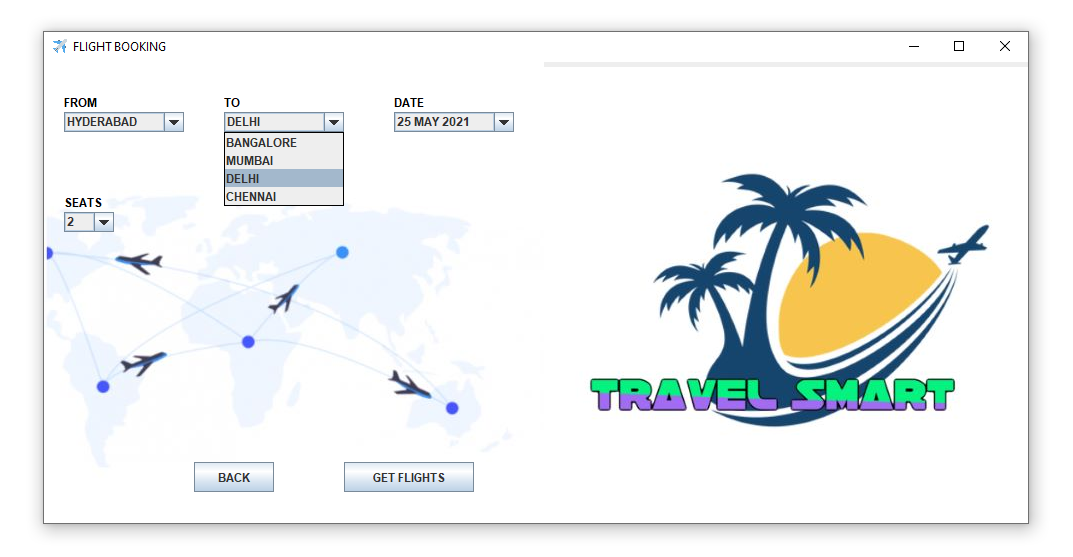 FLIGHT BOOKING
FROM
TO
DATE
HYDERABAD
DELHI
25 MAY 2021
BANGALORE
MUMBAI
DELHI
CHENNAI
SEATS
2
TRAVEL SMART
BACK
GET FLIGHTS